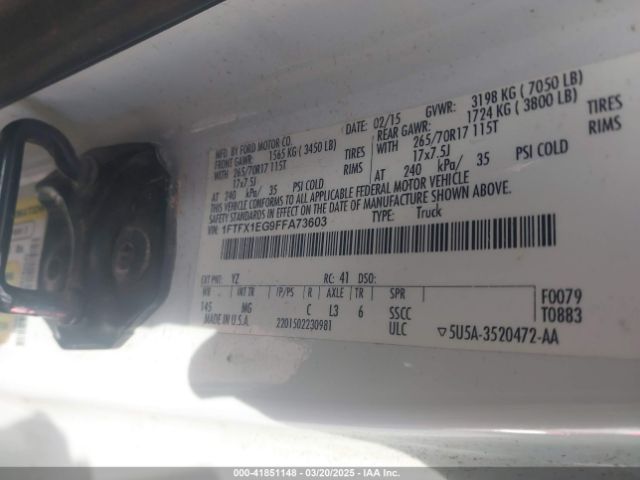 MFD. BY FORD MOTOR CO.
DATE: 02/15 GVWR: 3198 KG ( 7050 LB)
FRONT GAWR: 1565 KG ( 3450 LB)
REAR GAWR: 1724 KG ( 3800 LB)
WITH 265/70R17 115T TIRES
WITH 265/70R17 115T TIRES
17x7.5J RIMS
17x7.5J RIMS
AT 240 kPa/ 35 PSI COLD
AT 240 kPa/ 35 PSI COLD
THIS VEHICLE CONFORMS TO ALL APPLICABLE FEDERAL MOTOR VEHICLE
SAFETY STANDARDS IN EFFECT ON THE DATE OF MANUFACTURE SHOWN ABOVE.
VIN: 1FTFX1EG9FFA73603
TYPE: Truck
EXT PNT: YZ RC: 41 DSO: F0079
WB INT TR TP/PS R AXLE TR SPR T0883
145 MG C L3 6 SSCC
MADE IN U.S.A. 2201502230981 ULC ▽5U5A-3520472-AA
000-41851148 - 03/20/2025 - IAA Inc.